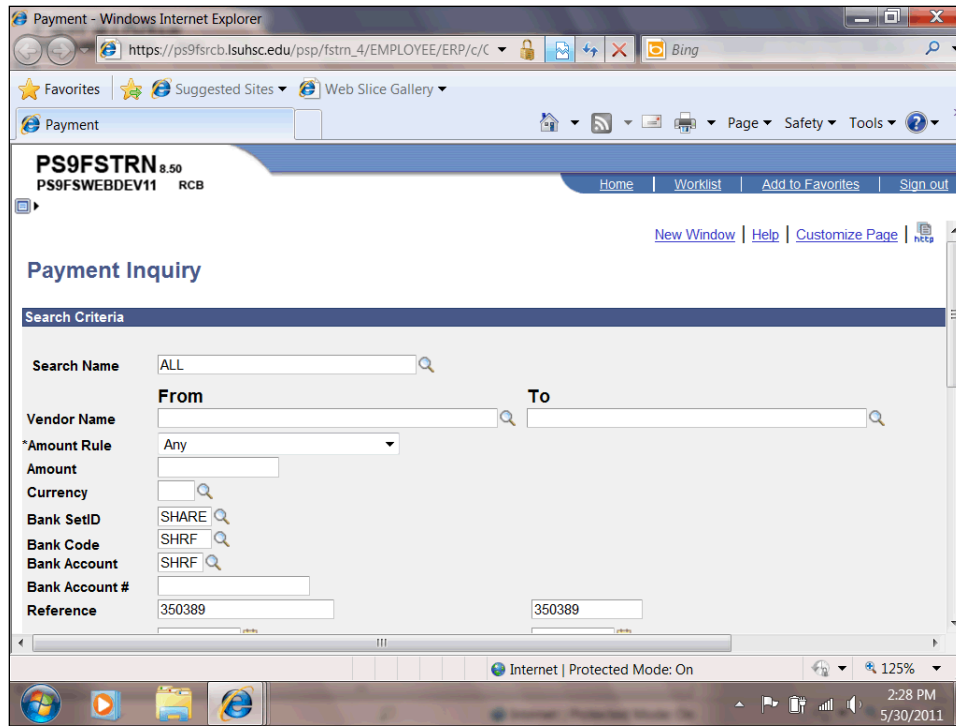 Payment - Windows Internet Explorer
https://ps9fsrcb.lsuhsc.edu/psp/fstrn_4/EMPLOYEE/ERP/c/C
Bing
Favorites Suggested Sites Web Slice Gallery
Payment
Page Safety Tools
PS9FSTRN 8.50
PS9FSWEBDEV11 RCB
Home | Worklist | Add to Favorites | Sign out
New Window | Help | Customize Page | http
Payment Inquiry
Search Criteria
Search Name ALL
From To
Vendor Name
*Amount Rule Any
Amount
Currency
Bank SetID SHARE
Bank Code SHRF
Bank Account SHRF
Bank Account #
Reference 350389 350389
Internet | Protected Mode: On 125%
2:28 PM
5/30/2011